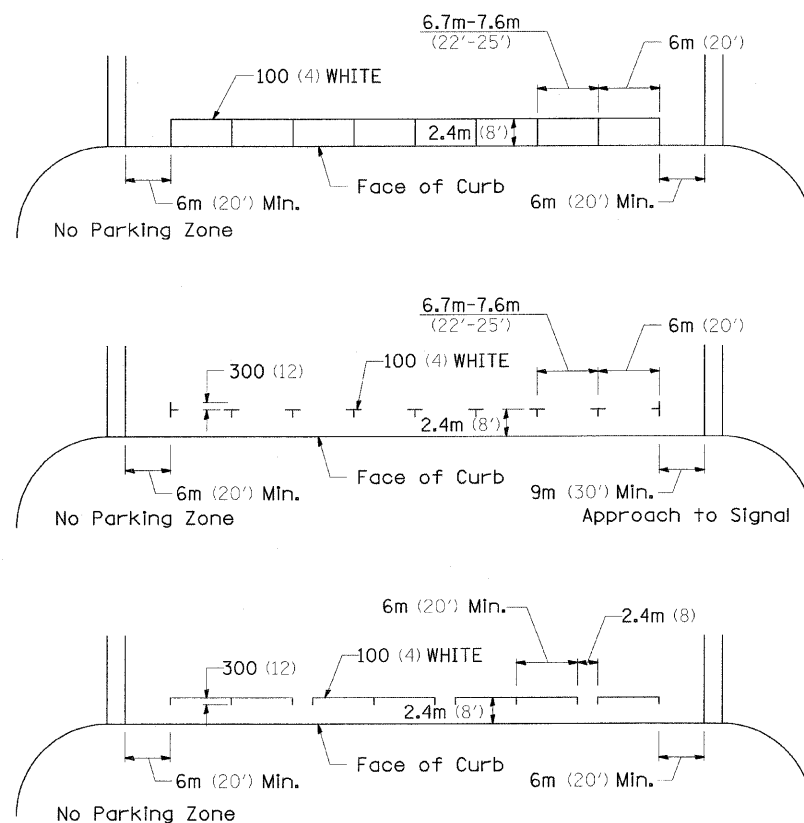 6.7m-7.6m
(22'-25')
6m (20')
100 (4) WHITE
2.4m (8')
Face of Curb
6m (20') Min.
6m (20') Min.
No Parking Zone
6.7m-7.6m
(22'-25')
6m (20')
300 (12)
100 (4) WHITE
2.4m (8')
Face of Curb
6m (20') Min.
9m (30') Min.
No Parking Zone
Approach to Signal
6m (20') Min.
2.4m (8)
300 (12)
100 (4) WHITE
2.4m (8')
Face of Curb
6m (20') Min.
6m (20') Min.
No Parking Zone